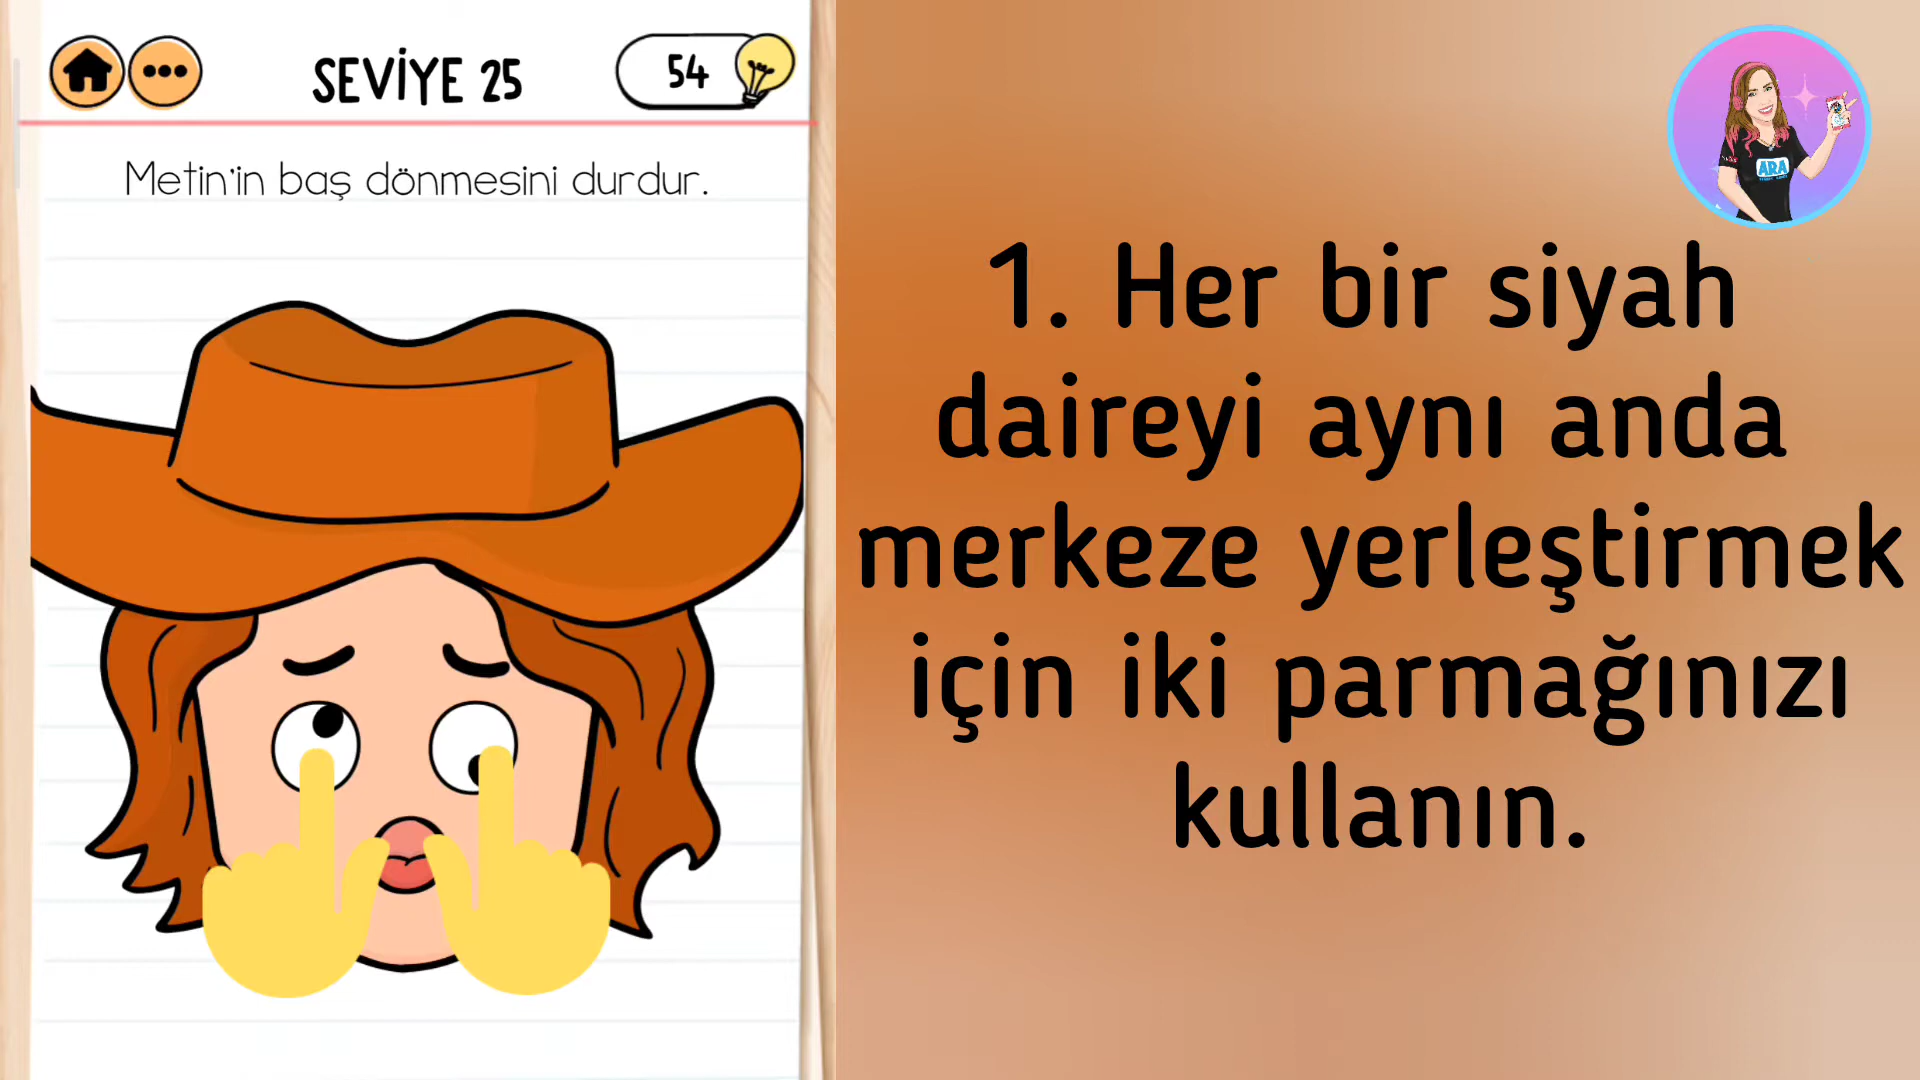 SEVİYE 25
54
Metin'in baş dönmesini durdur.
ARA
1. Her bir siyah
daireyi aynı anda
merkeze yerleştirmek
için iki parmağınızı
kullanın.